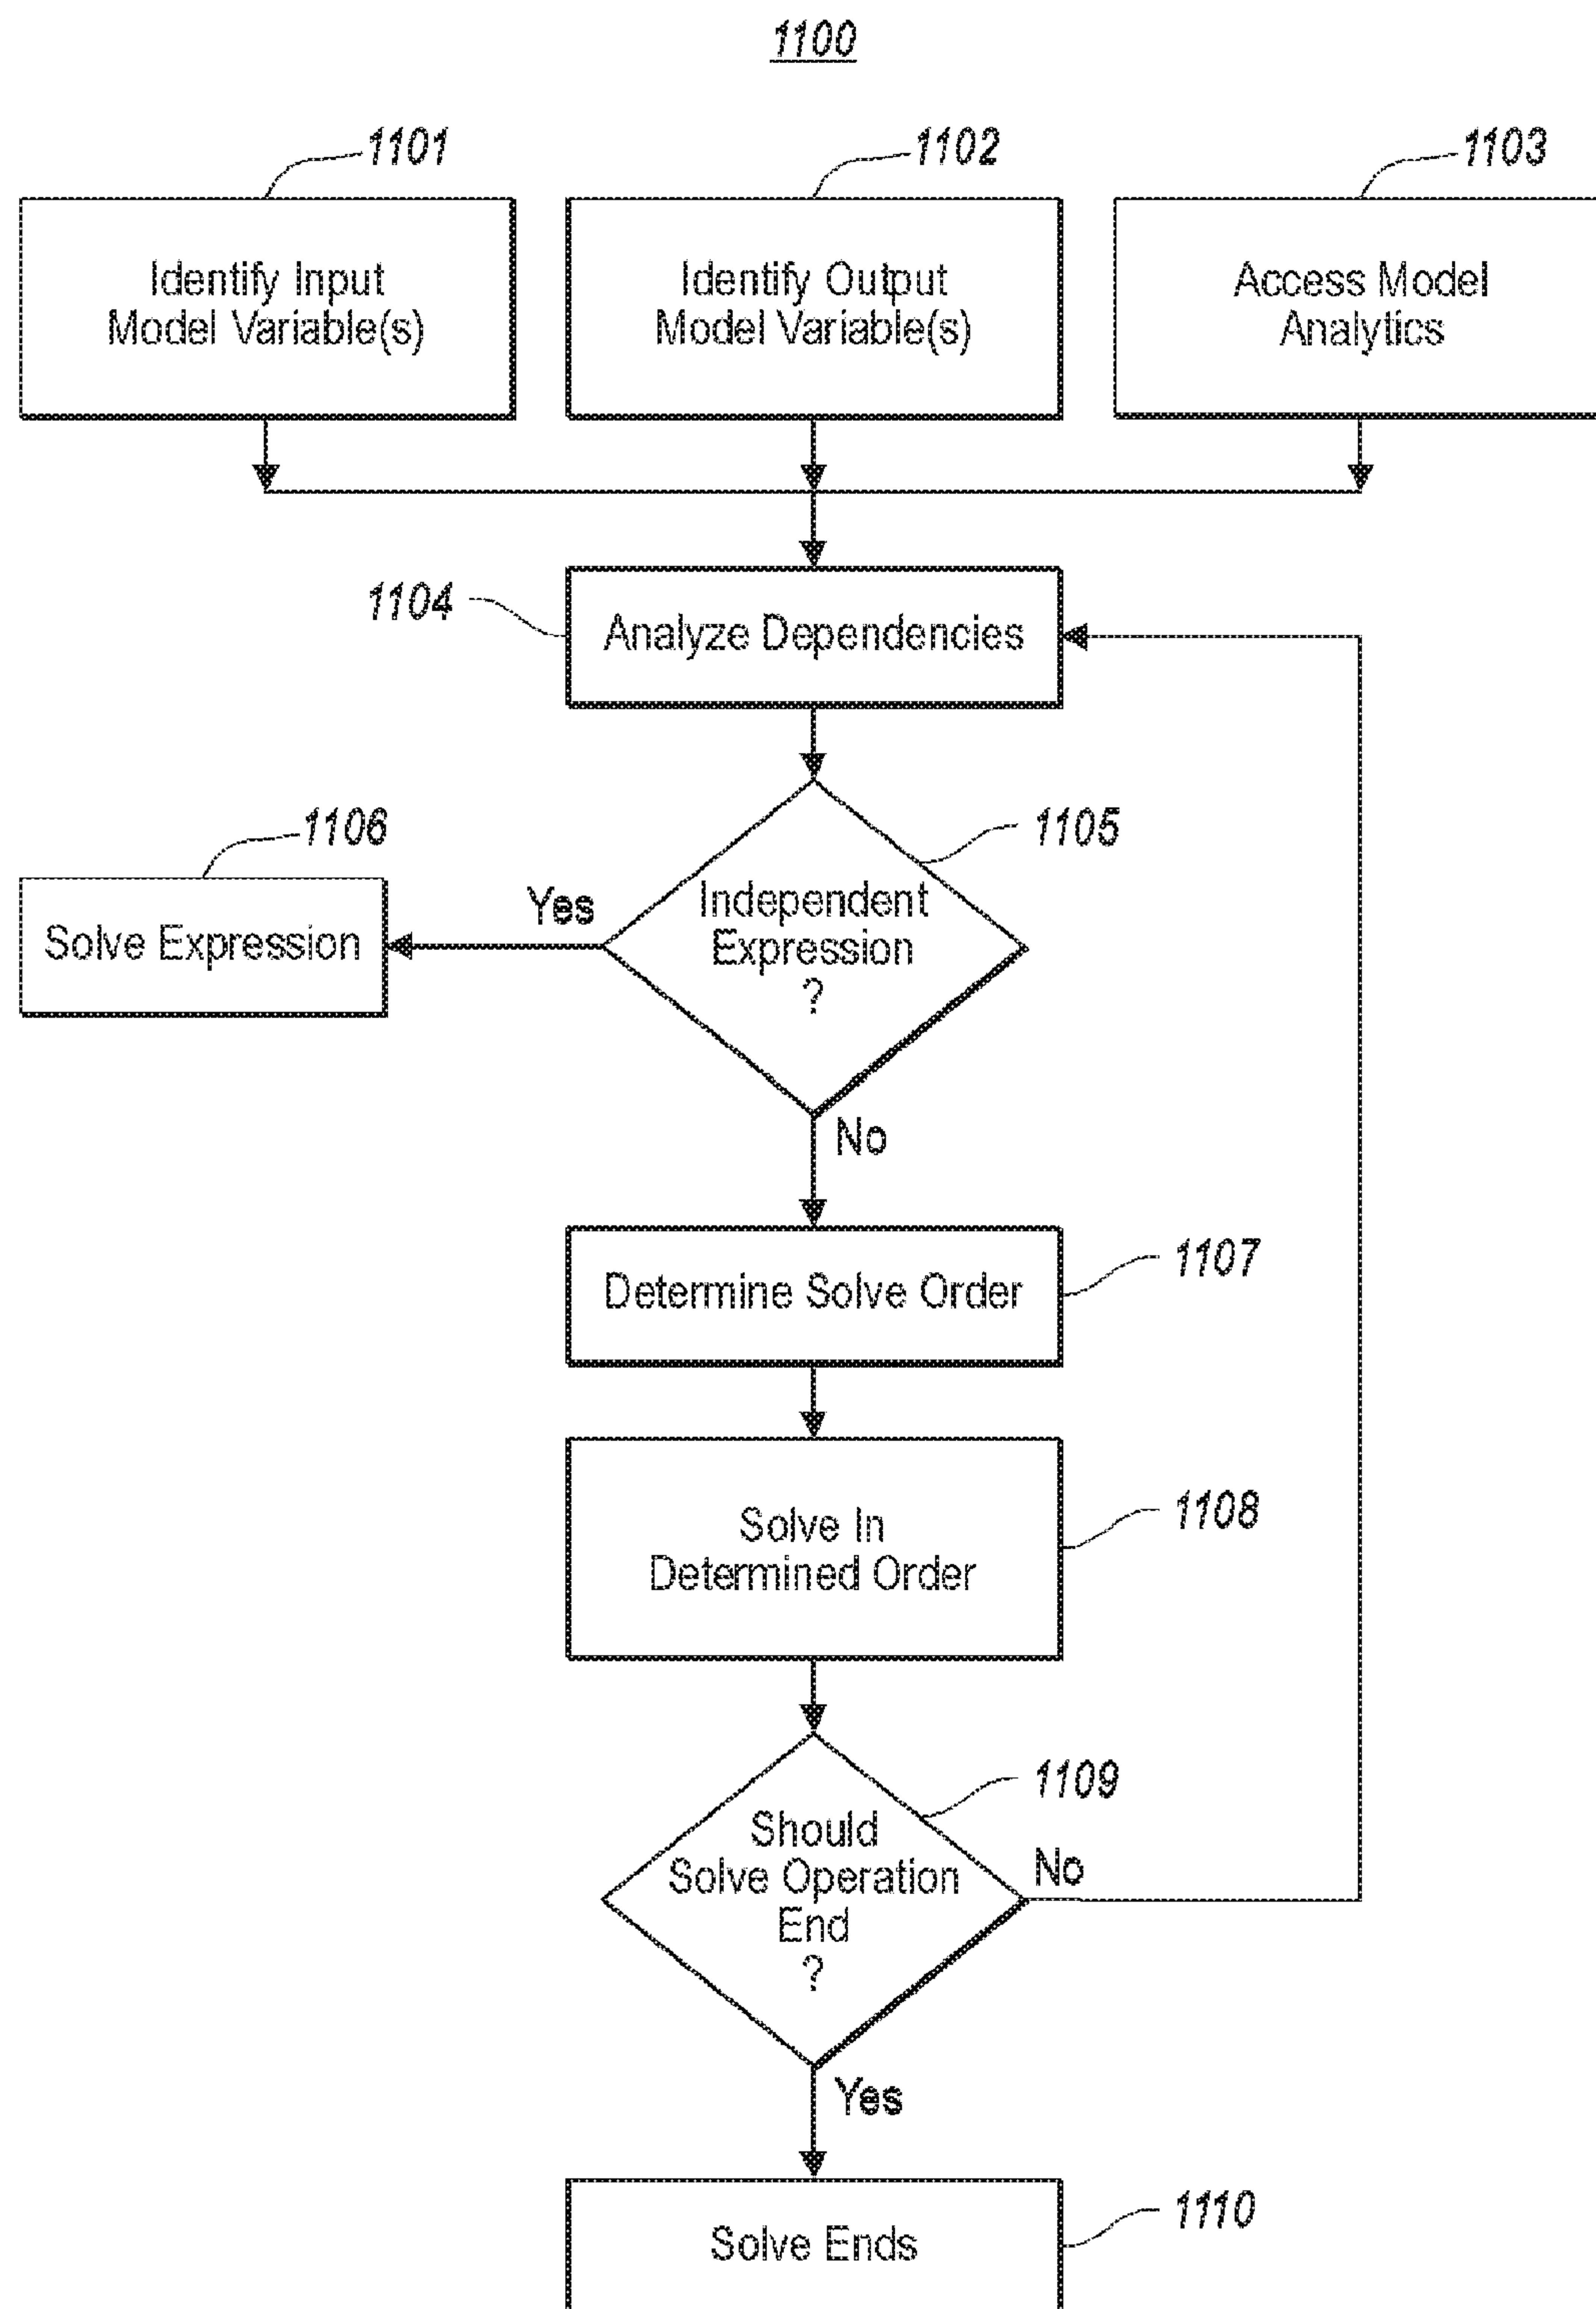 1100
1101
1102
1103
Identify Input
Model Variable(s)
Identify Output
Model Variable(s)
Access Model
Analytics
1104
Analyze Dependencies
1105
1106
Yes
Independent
Expression
?
Solve Expression
No
1107
Determine Solve Order
1108
Solve In
Determined Order
1109
Should
Solve Operation
End
?
No
Yes
1110
Solve Ends